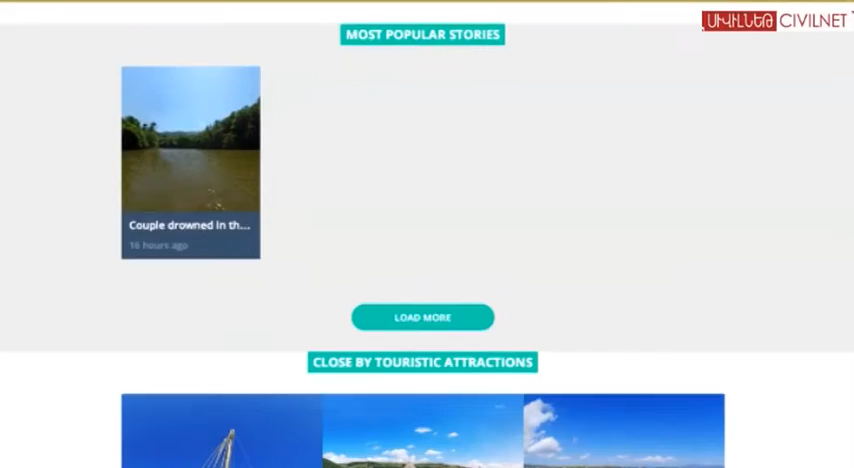 ՍԻՎԻԼՆԵԹ CIVILNET
MOST POPULAR STORIES
Couple drowned in th...
16 hours ago
LOAD MORE
CLOSE BY TOURISTIC ATTRACTIONS